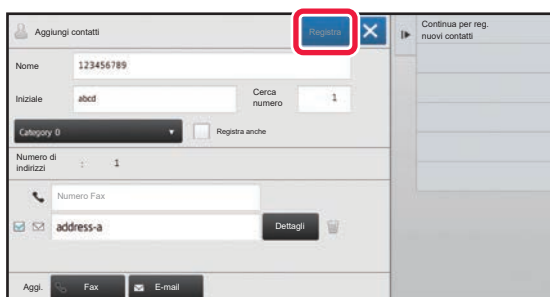 Aggiungi contatti
Registra
Continua per reg.
nuovi contatti
Nome
123456789
Iniziale
abcd
Cerca
numero
1
Category 0
Registra anche
Numero di
indirizzi
:
1
Numero Fax
address-a
Dettagli
Aggi.
Fax
E-mail